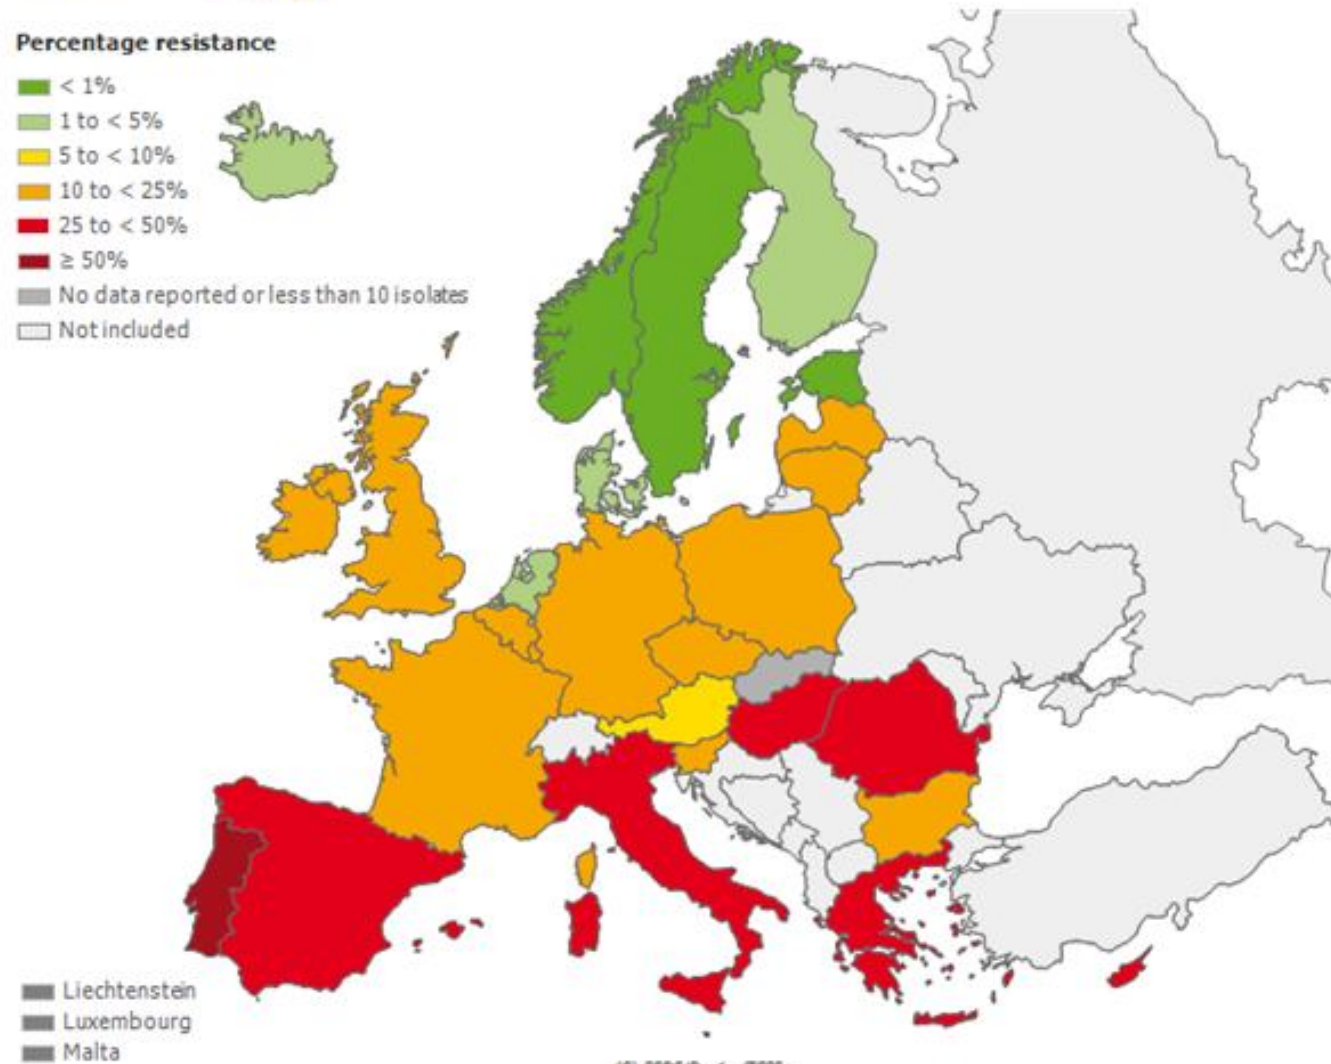 Percentage resistance
< 1%
1 to < 5%
5 to < 10%
10 to < 25%
25 to < 50%
≥ 50%
No data reported or less than 10 isolates
Not included
Liechtenstein
Luxembourg
Malta